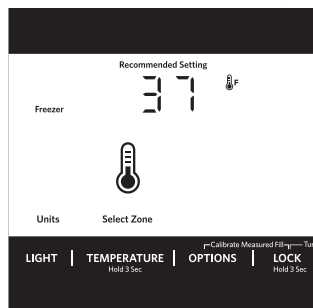 Recommended Setting
37
F
Freezer
Units Select Zone
Calibrate Measured Fill
LIGHT TEMPERATURE OPTIONS LOCK
Hold 3 Sec Hold 3 Sec